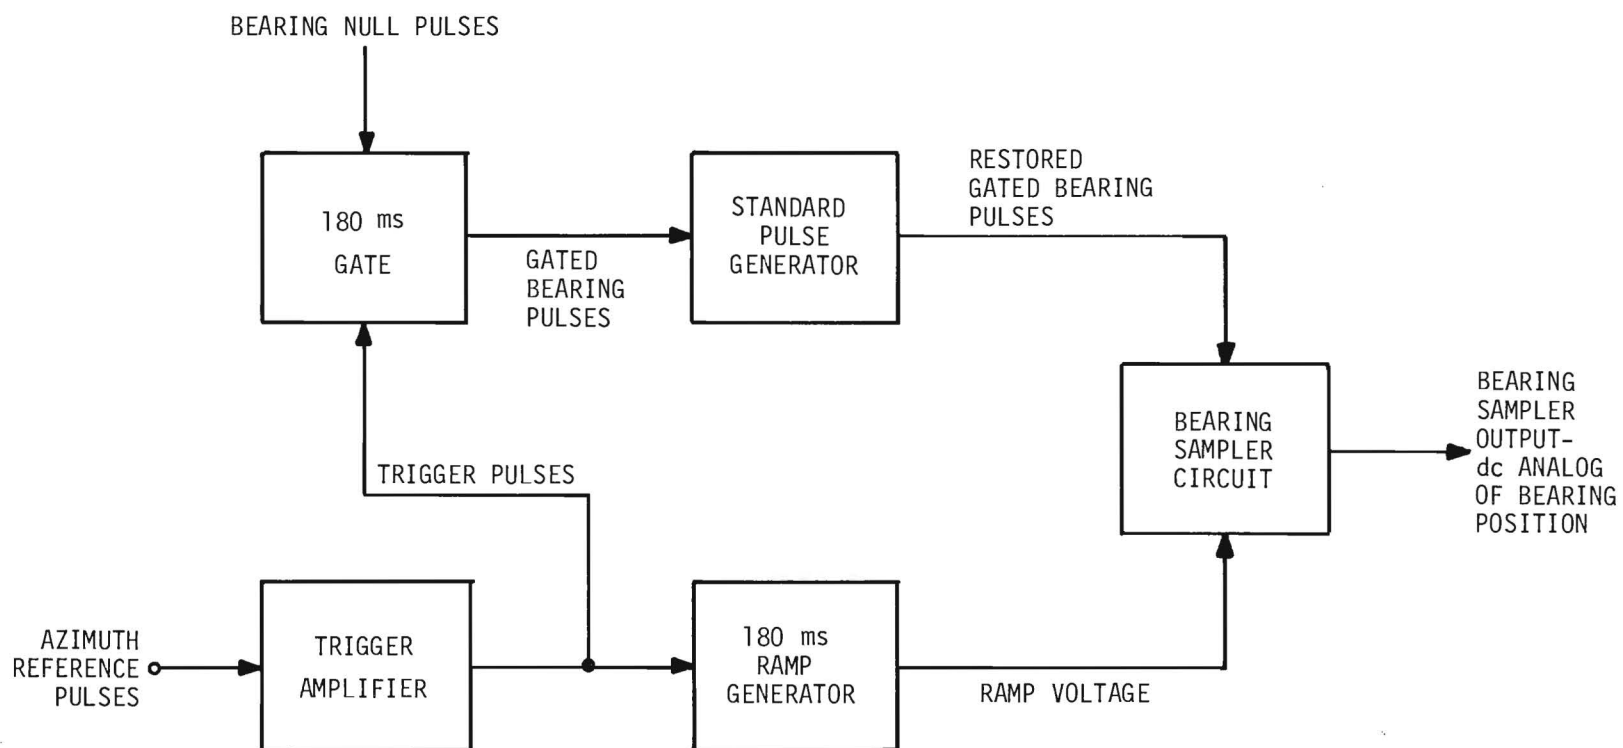 BEARING NULL PULSES
180 ms
GATE
GATED
BEARING
PULSES
STANDARD
PULSE
GENERATOR
RESTORED
GATED BEARING
PULSES
BEARING
SAMPLER
CIRCUIT
BEARING
SAMPLER
OUTPUT-
dc ANALOG
OF BEARING
POSITION
TRIGGER PULSES
AZIMUTH
REFERENCE
PULSES
TRIGGER
AMPLIFIER
180 ms
RAMP
GENERATOR
RAMP VOLTAGE